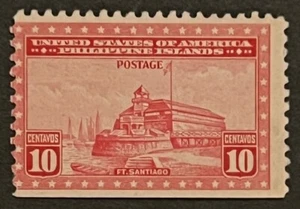 UNITED STATES OF AMERICA
PHILIPPINE ISLANDS
POSTAGE
CENTAVOS
10
CENTAVOS
10
FT. SANTIAGO